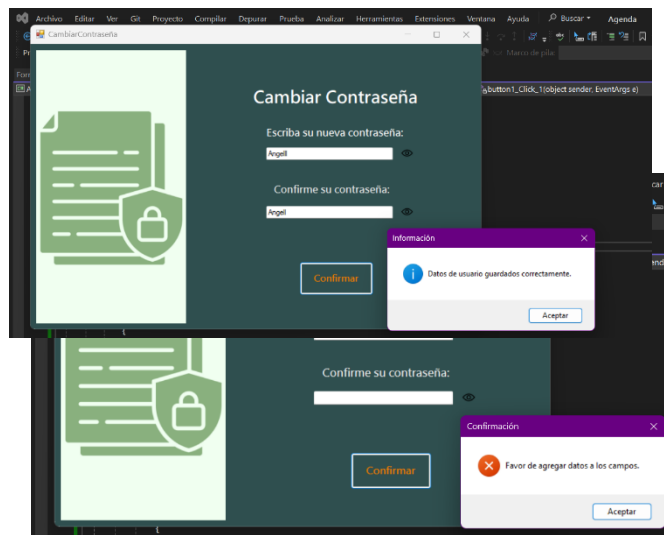 Archivo Editar Ver Git Proyecto Compilar Depurar Prueba Analizar Herramientas Extensiones Ventana Ayuda Buscar Agenda
CambiarContraseña
Marco de pila:
button1_Click_1(object sender, EventArgs e)
Cambiar Contraseña
Escriba su nueva contraseña:
Angell
Confirme su contraseña:
Angell
Confirmar
Información
Datos de usuario guardados correctamente.
Aceptar
Confirme su contraseña:
Confirmar
Confirmación
Favor de agregar datos a los campos.
Aceptar